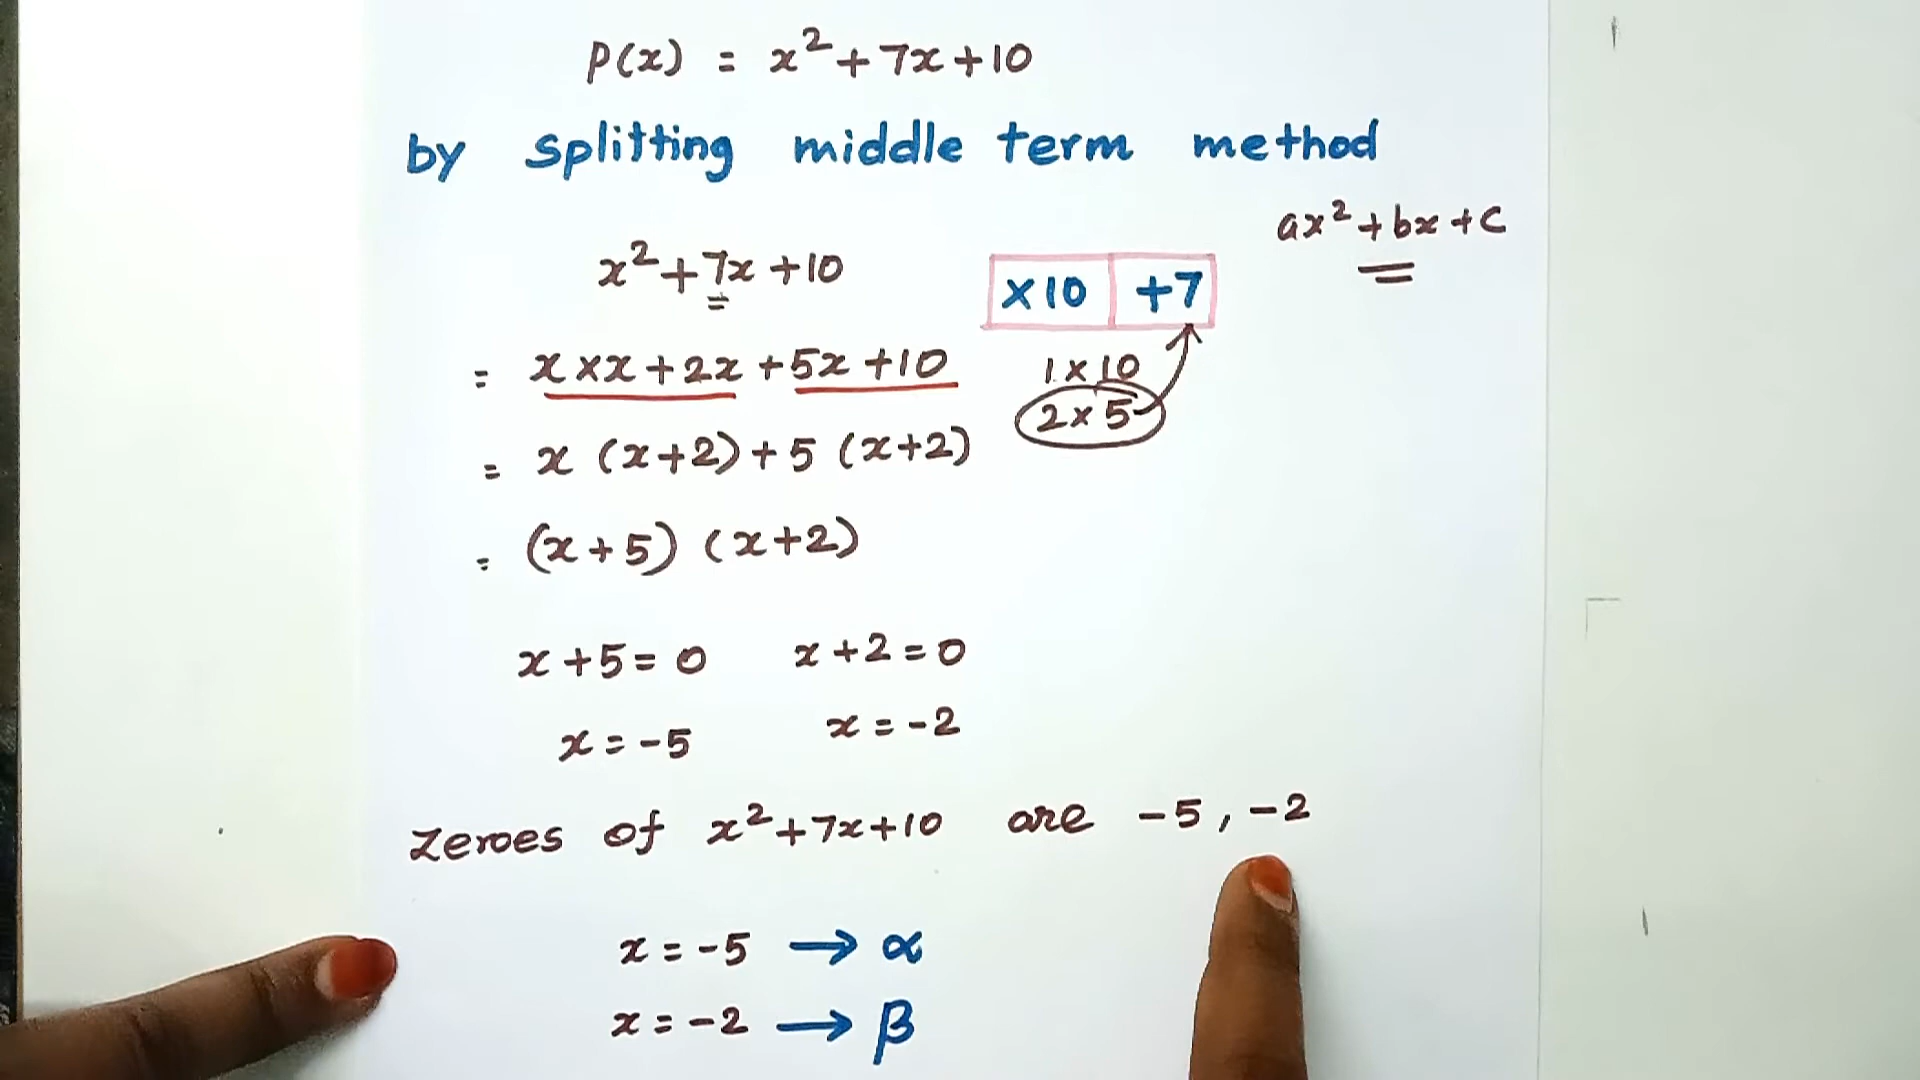 P(x) = x² + 7x + 10
by splitting middle term method
ax² + bx + c
x² + 7x + 10
×10 +7
= x × x + 2x + 5x + 10
1 × 10
2 × 5
= x (x+2) + 5 (x+2)
= (x+5) (x+2)
x + 5 = 0 x + 2 = 0
x = -5 x = -2
zeroes of x² + 7x + 10 are -5, -2
x = -5 → α
x = -2 → β